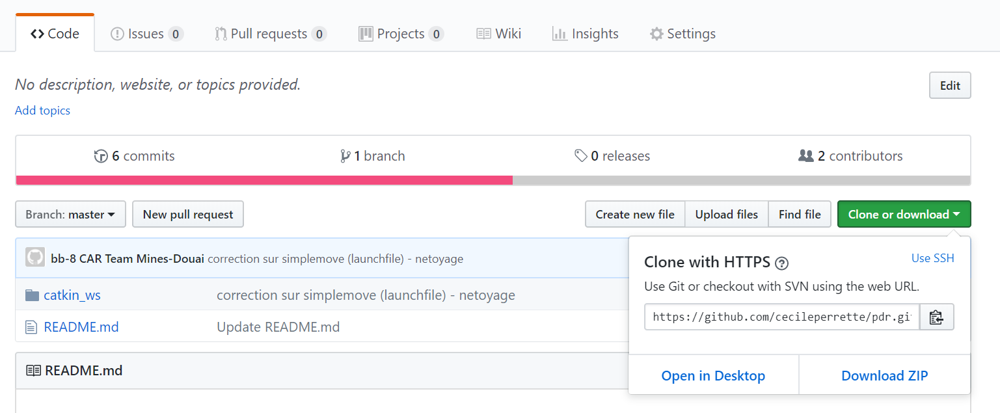 Code Issues 0 Pull requests 0 Projects 0 Wiki Insights Settings
No description, website, or topics provided. Edit
Add topics
6 commits 1 branch 0 releases 2 contributors
Branch: master New pull request Create new file Upload files Find file Clone or download
bb-8 CAR Team Mines-Douai correction sur simplemove (launchfile) - netoyage
catkin_ws correction sur simplemove (launchfile) - netoyage
README.md Update README.md
README.md
Clone with HTTPS Use SSH
Use Git or checkout with SVN using the web URL.
https://github.com/cecileperrette/pdr.gi
Open in Desktop Download ZIP